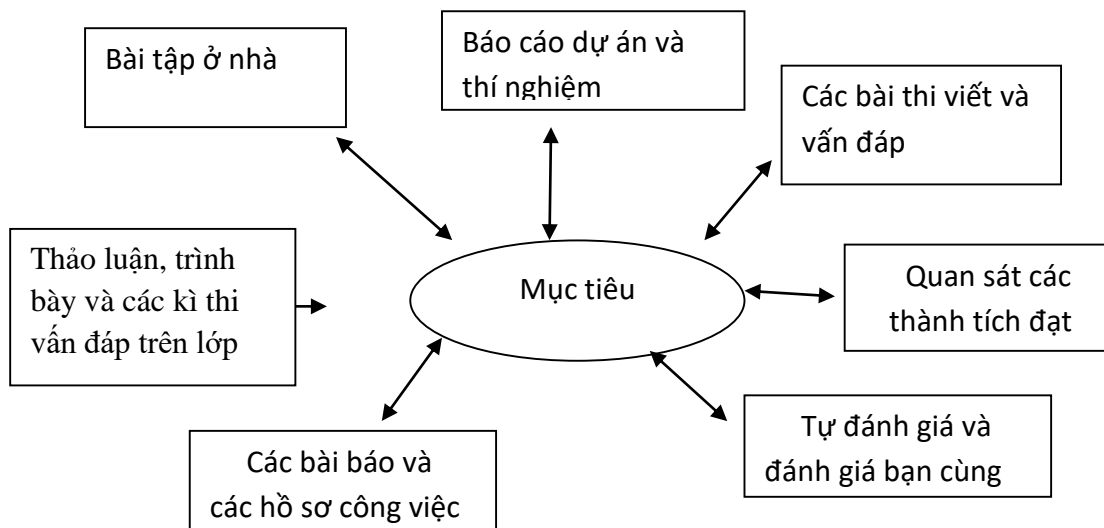 Bài tập ở nhà
Báo cáo dự án và
thí nghiệm
Các bài thi viết và
vấn đáp
Thảo luận, trình
bày và các kì thi
vấn đáp trên lớp
Mục tiêu
Quan sát các
thành tích đạt
Các bài báo và
các hồ sơ công việc
Tự đánh giá và
đánh giá bạn cùng